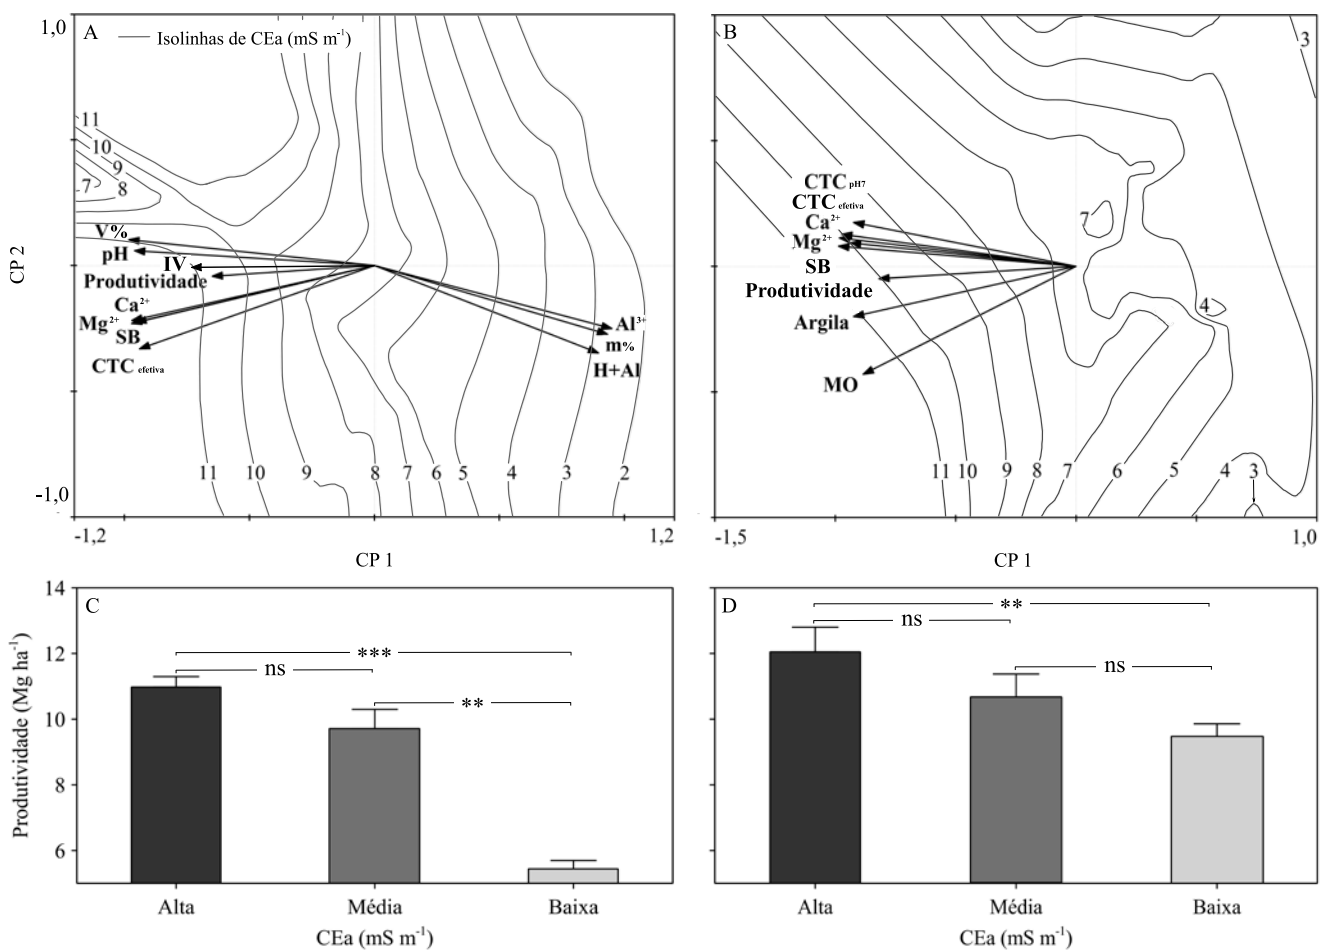 A
Isolinhas de CEa (mS m⁻¹)
1,0
CP 2
-1,0
11
10
9
7
8
V%
pH
IV
Produtividade
Ca²⁺
Mg²⁺
SB
CTC efetiva
Al³⁺
m%
H+Al
11 10 9 8 7 6 5 4 3 2
-1,2 1,2
CP 1
B
3
CTC pH7
CTC efetiva
Ca²⁺
Mg²⁺
SB
Produtividade
Argila
MO
7
4
11 10 9 8 7 6 5 4 3
-1,5 1,0
CP 1
C
Produtividade (Mg ha⁻¹)
14
12
10
8
6
***
ns
**
Alta Média Baixa
CEa (mS m⁻¹)
D
**
ns
ns
Alta Média Baixa
CEa (mS m⁻¹)